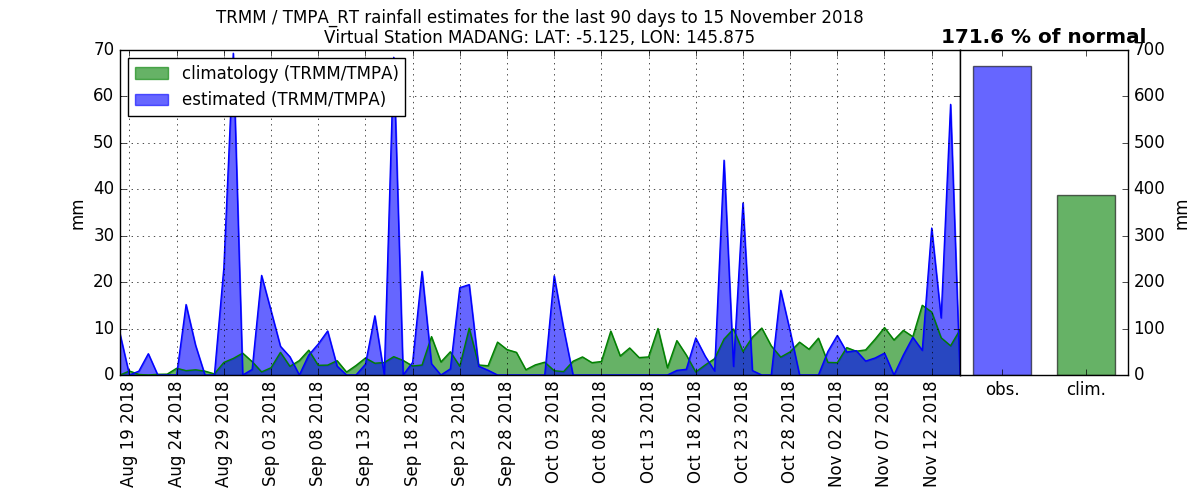 TRMM / TMPA_RT rainfall estimates for the last 90 days to 15 November 2018
Virtual Station MADANG: LAT: -5.125, LON: 145.875
171.6 % of normal
climatology (TRMM/TMPA)
estimated (TRMM/TMPA)
70
60
50
40
30
20
10
0
mm
Aug 19 2018
Aug 24 2018
Aug 29 2018
Sep 03 2018
Sep 08 2018
Sep 13 2018
Sep 18 2018
Sep 23 2018
Sep 28 2018
Oct 03 2018
Oct 08 2018
Oct 13 2018
Oct 18 2018
Oct 23 2018
Oct 28 2018
Nov 02 2018
Nov 07 2018
Nov 12 2018
obs.
clim.
700
600
500
400
300
200
100
0
mm